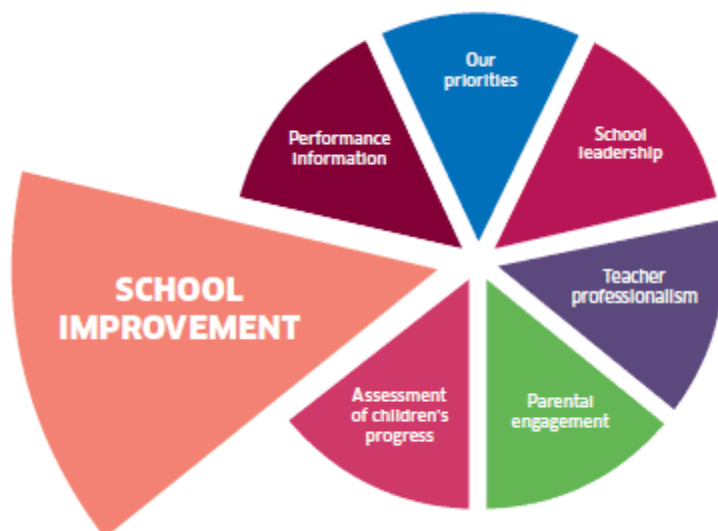 Our
priorities
School
leadership
Teacher
professionalism
Parental
engagement
Assessment
of children's
progress
SCHOOL
IMPROVEMENT
Performance
information